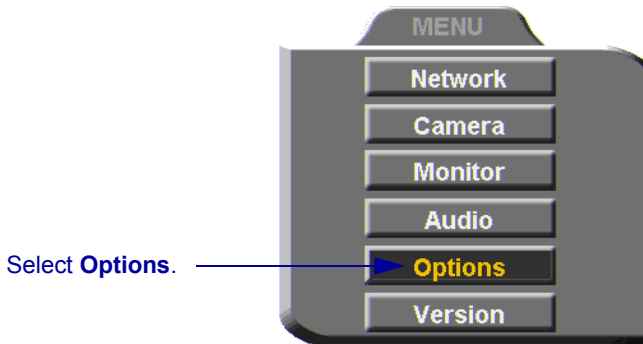 MENU
Network
Camera
Monitor
Audio
Select Options.
Options
Version